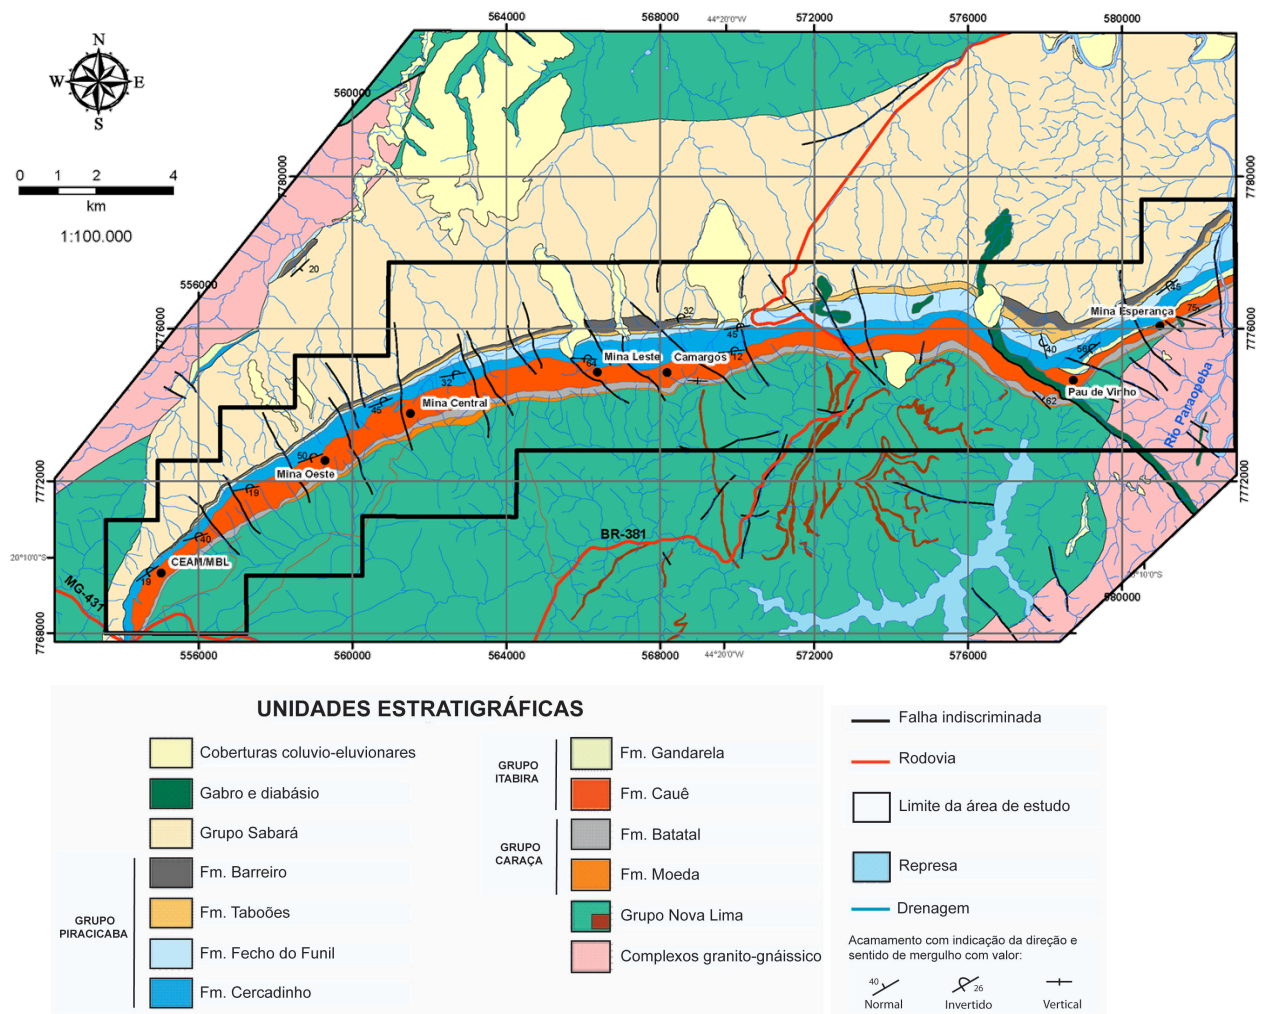 564000
568000
44°20'0"W
572000
576000
580000
N
W
E
S
560000
7780000
7780000
0
1
2
4
km
1:100.000
20
556000
7776000
7776000
32
45
45
Mina Esperança
75
Mina Leste
Camargos
12
40
56
Pau de Vinho
62
32
45
Mina Central
Rio Paraopeba
50
Mina Oeste
19
7772000
7772000
40
BR-381
20°10'0"S
CEAM/MBL
19
MG-431
580000
7768000
556000
560000
564000
568000
44°20'0"W
572000
576000
UNIDADES ESTRATIGRÁFICAS
Coberturas coluvio-eluvionares
Gabro e diabásio
Grupo Sabará
GRUPO
PIRACICABA
Fm. Barreiro
Fm. Taboões
Fm. Fecho do Funil
Fm. Cercadinho
GRUPO
ITABIRA
Fm. Gandarela
Fm. Cauê
GRUPO
CARAÇA
Fm. Batatal
Fm. Moeda
Grupo Nova Lima
Complexos granito-gnáissico
Falha indiscriminada
Rodovia
Limite da área de estudo
Represa
Drenagem
Acamamento com indicação da direção e
sentido de mergulho com valor:
40
26
Normal
Invertido
Vertical